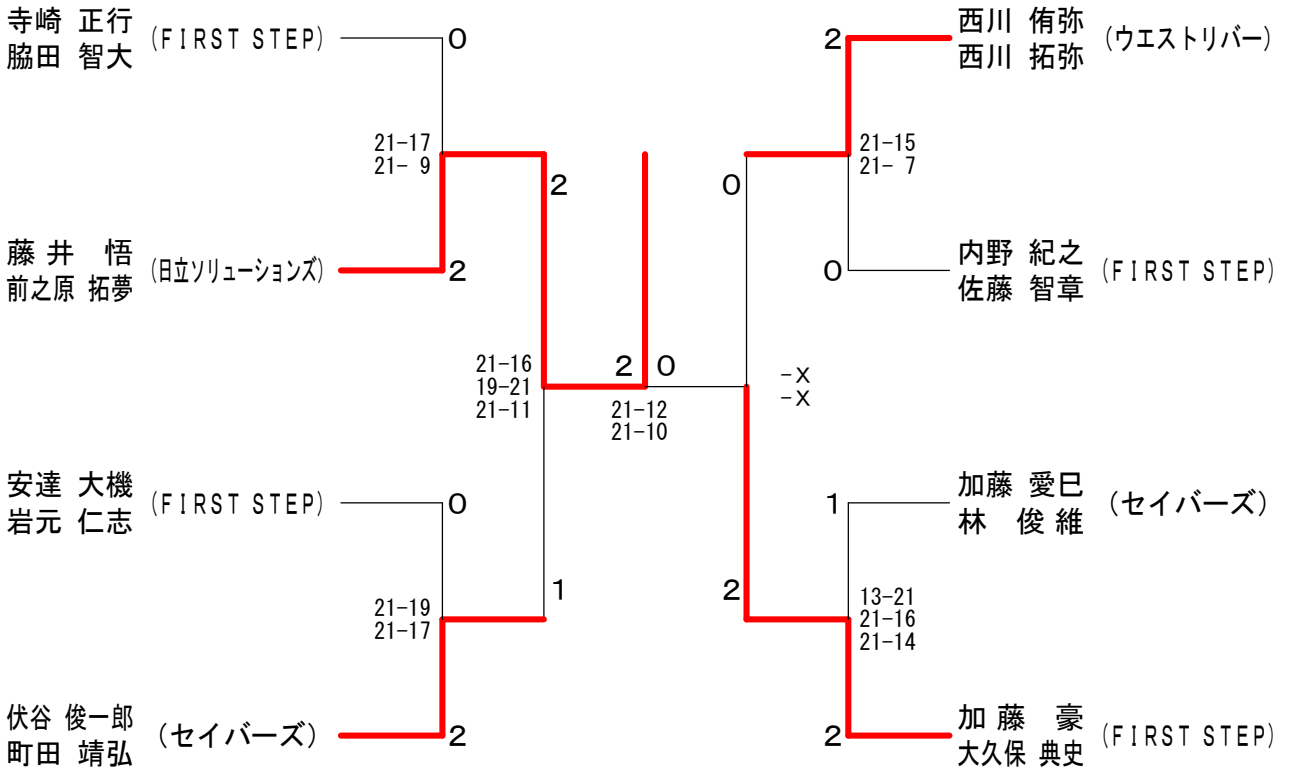 寺崎 正行
脇田 智大
(FIRST STEP)
0
21-17
21- 9
2
藤井 悟
前之原 拓夢
(日立ソリューションズ)
2
21-16
19-21
21-11
2 0
21-12
21-10
安達 大機
岩元 仁志
(FIRST STEP)
0
21-19
21-17
1
伏谷 俊一郎
町田 靖弘
(セイバーズ)
2
2
西川 侑弥
西川 拓弥
(ウエストリバー)
21-15
21- 7
0
0
内野 紀之
佐藤 智章
(FIRST STEP)
-X
-X
1
加藤 愛巳
林 俊維
(セイバーズ)
2
13-21
21-16
21-14
2
加藤 豪
大久保 典史
(FIRST STEP)